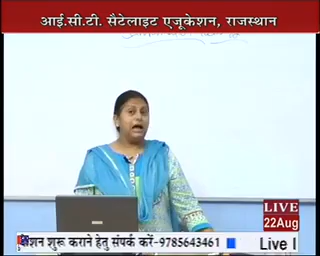 आई.सी.टी. सैटेलाइट एजूकेशन, राजस्थान
LIVE
22Aug
शन शुरू कराने हेतु संपर्क करें-9785643461
Live I